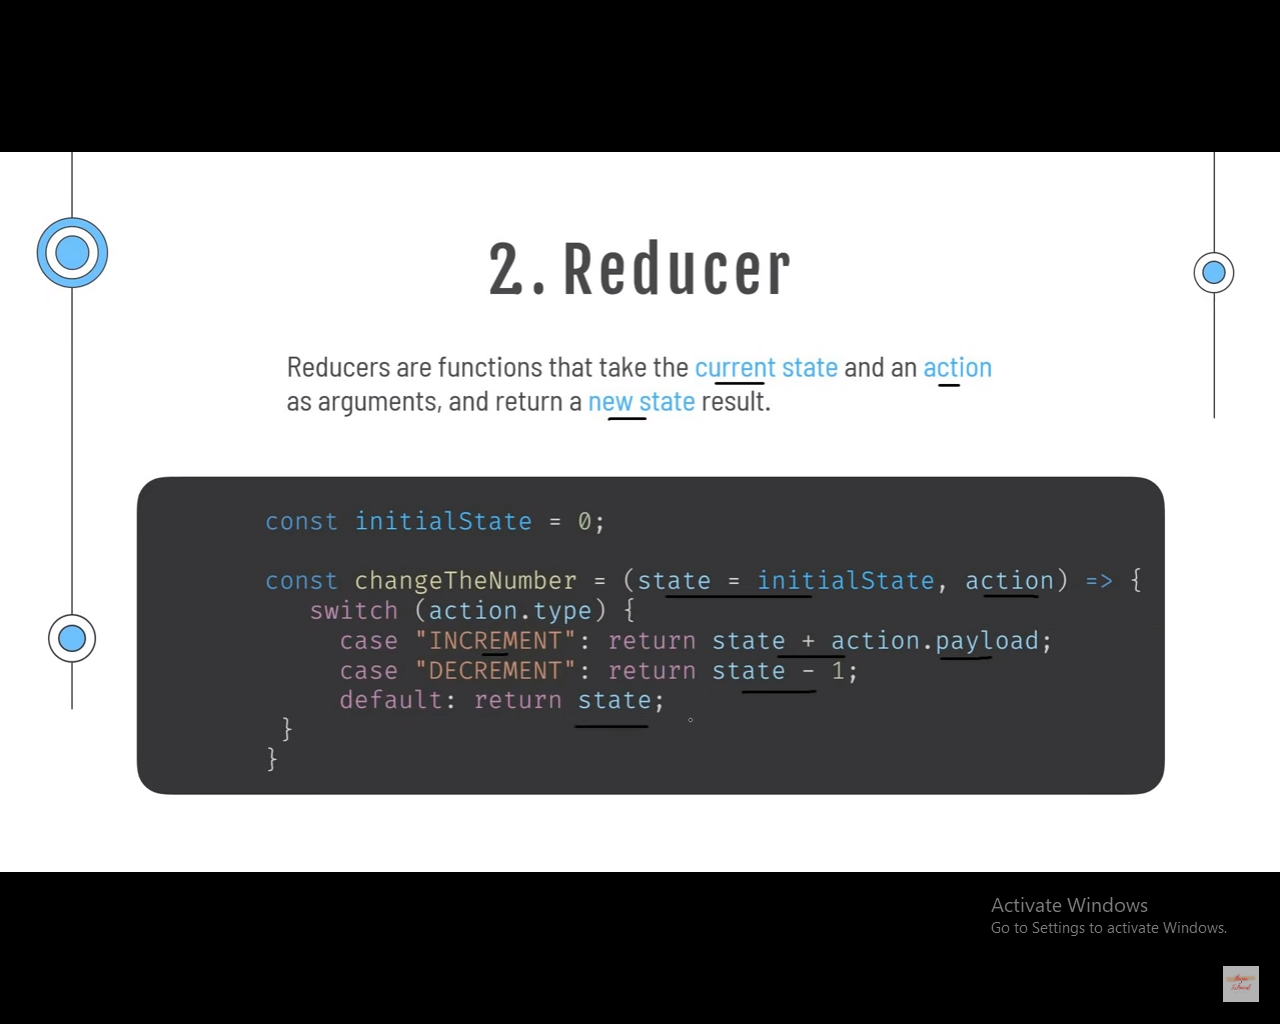 2. Reducer
Reducers are functions that take the current state and an action
as arguments, and return a new state result.
const initialState = 0;
const changeTheNumber = (state = initialState, action) => {
switch (action.type) {
case "INCREMENT": return state + action.payload;
case "DECREMENT": return state - 1;
default: return state;
}
}
Activate Windows
Go to Settings to activate Windows.